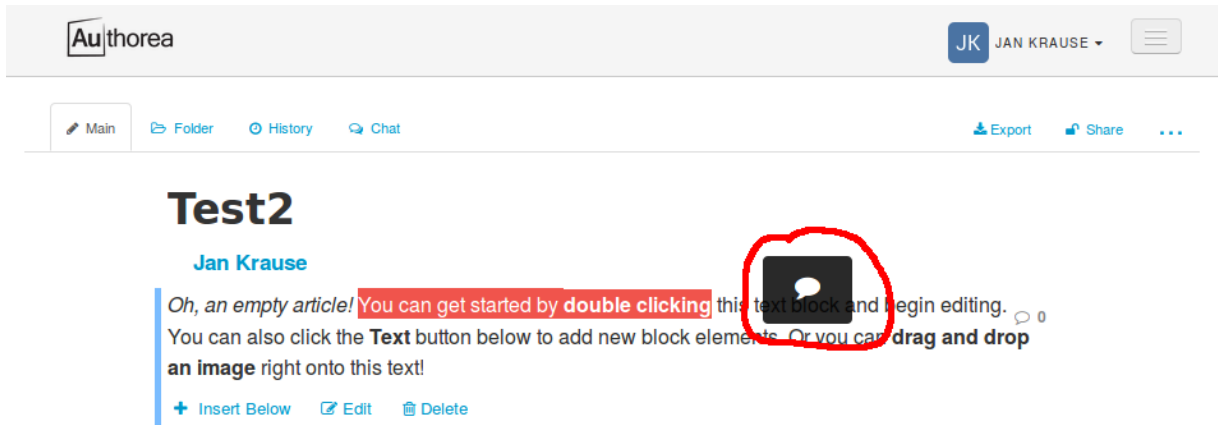 Authorea
JK JAN KRAUSE
Main Folder History Chat Export Share ...
Test2
Jan Krause
Oh, an empty article! You can get started by double clicking this text block and begin editing. 0
You can also click the Text button below to add new block elements. Or you can drag and drop
an image right onto this text!
+ Insert Below Edit Delete